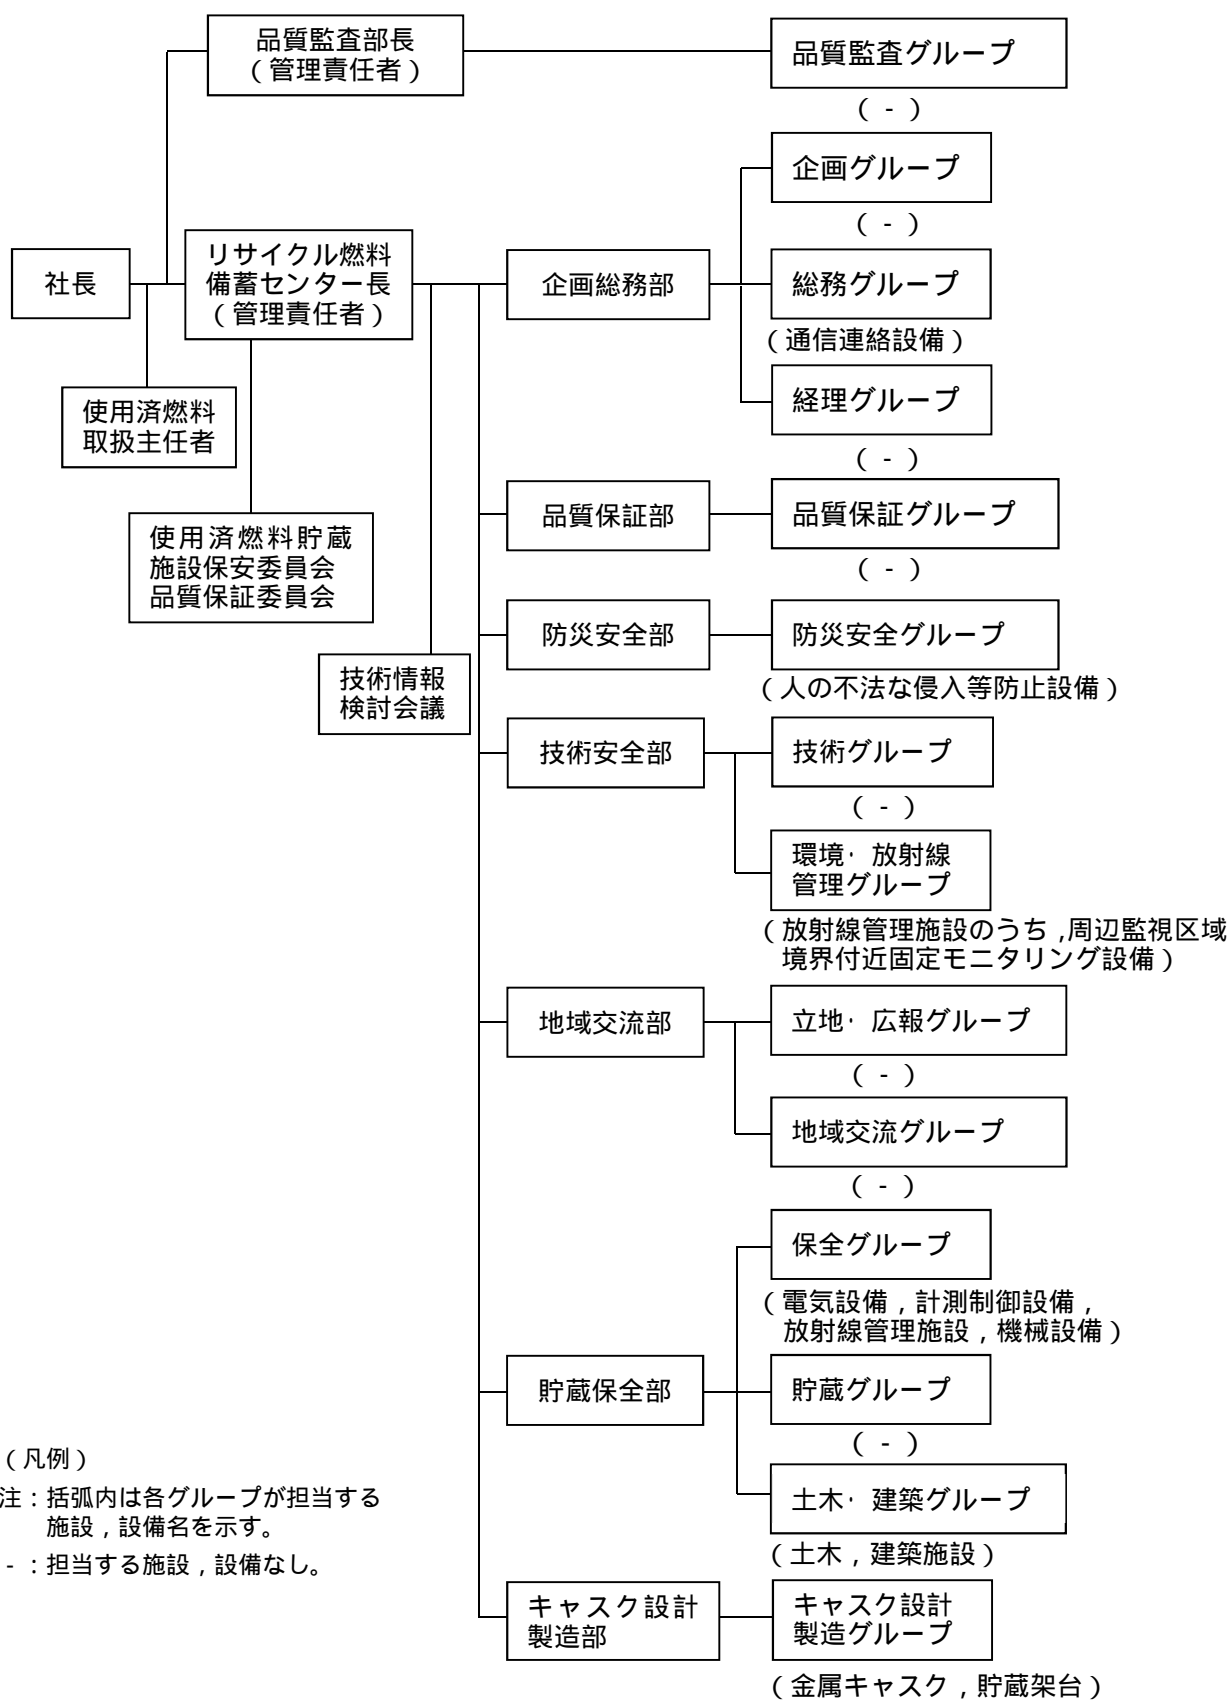 品質監査部長
（管理責任者）
品質監査グループ
（ - ）
企画グループ
（ - ）
社長
リサイクル燃料
備蓄センター長
（管理責任者）
企画総務部
総務グループ
（通信連絡設備）
使用済燃料
取扱主任者
経理グループ
（ - ）
使用済燃料貯蔵
施設保安委員会
品質保証委員会
品質保証部
品質保証グループ
（ - ）
技術情報
検討会議
防災安全部
防災安全グループ
（人の不法な侵入等防止設備）
技術安全部
技術グループ
（ - ）
環境・放射線
管理グループ
（放射線管理施設のうち,周辺監視区域
境界付近固定モニタリング設備）
地域交流部
立地・広報グループ
（ - ）
地域交流グループ
（ - ）
保全グループ
（電気設備，計測制御設備，
放射線管理施設，機械設備）
貯蔵保全部
貯蔵グループ
（ - ）
土木・建築グループ
（土木，建築施設）
キャスク設計
製造部
キャスク設計
製造グループ
（金属キャスク，貯蔵架台）
（凡例）
注：括弧内は各グループが担当する
施設，設備名を示す。
-：担当する施設，設備なし。